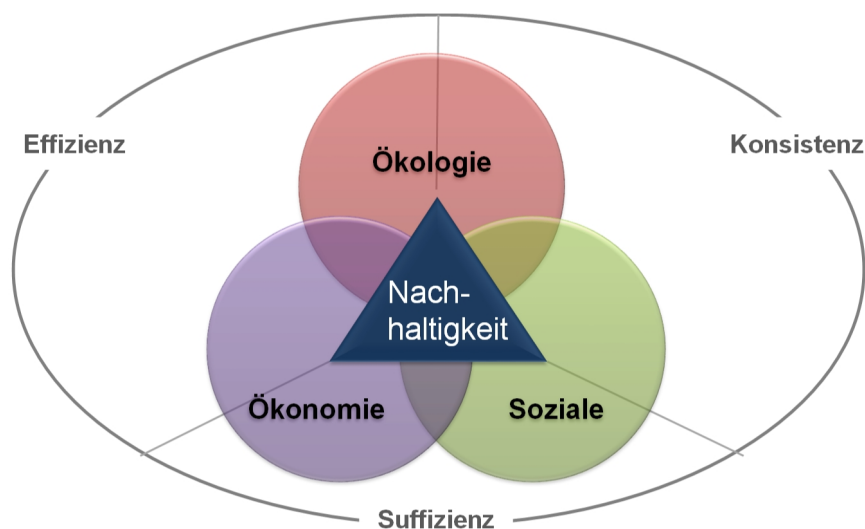 Effizienz
Konsistenz
Ökologie
Nach-
haltigkeit
Ökonomie
Soziale
Suffizienz